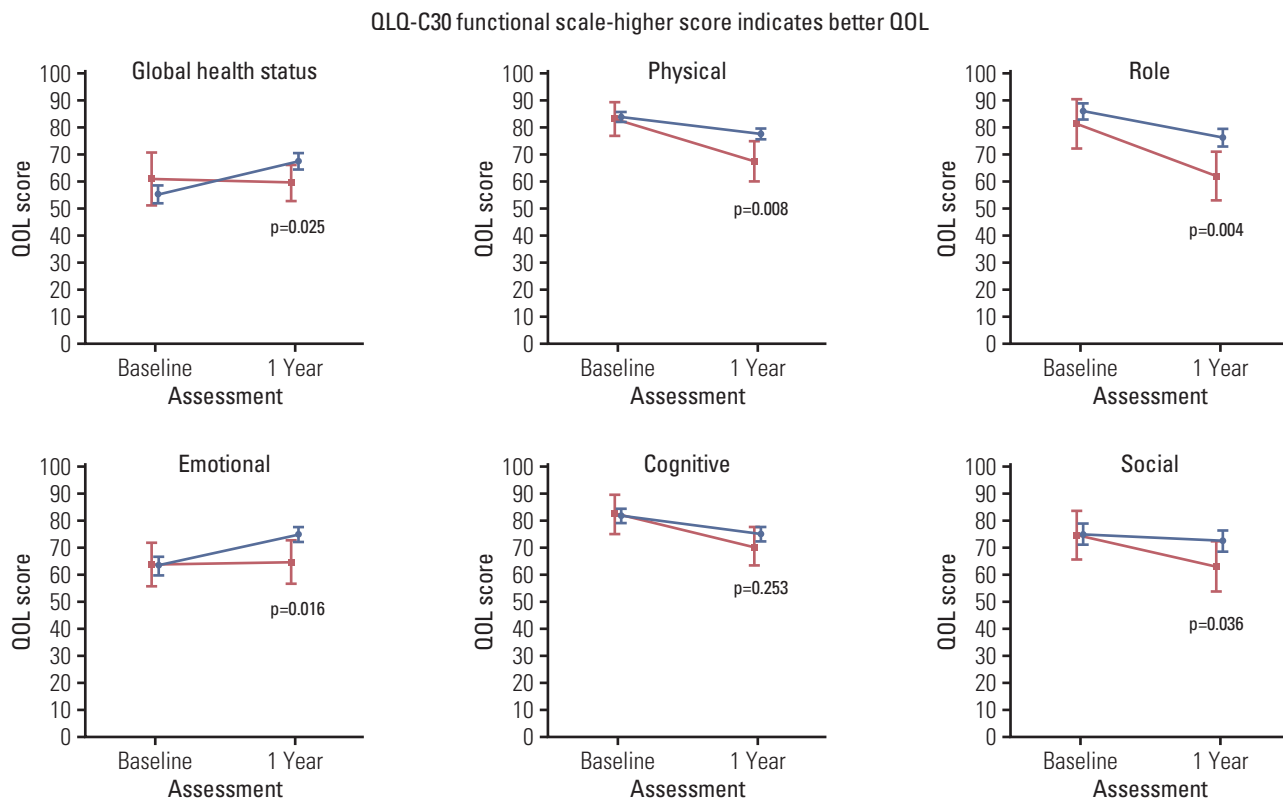 QLQ-C30 functional scale-higher score indicates better QOL
Global health status
QOL score
100
90
80
70
60
50
40
30
20
10
0
p=0.025
Baseline
1 Year
Assessment
Physical
QOL score
100
90
80
70
60
50
40
30
20
10
0
p=0.008
Baseline
1 Year
Assessment
Role
QOL score
100
90
80
70
60
50
40
30
20
10
0
p=0.004
Baseline
1 Year
Assessment
Emotional
QOL score
100
90
80
70
60
50
40
30
20
10
0
p=0.016
Baseline
1 Year
Assessment
Cognitive
QOL score
100
90
80
70
60
50
40
30
20
10
0
p=0.253
Baseline
1 Year
Assessment
Social
QOL score
100
90
80
70
60
50
40
30
20
10
0
p=0.036
Baseline
1 Year
Assessment